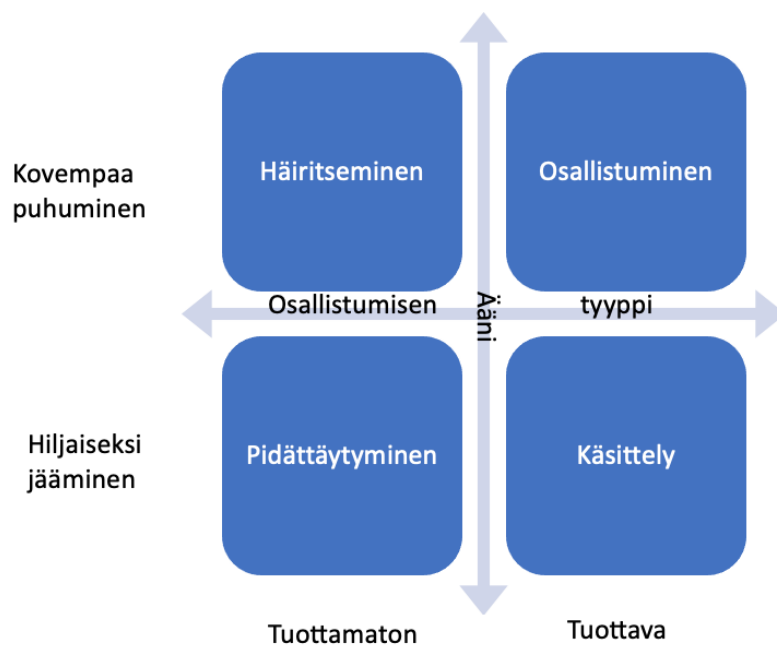 Kovempaa
puhuminen
Häiritseminen
Osallistuminen
Osallistumisen
Ääni
tyyppi
Hiljaiseksi
jääminen
Pidättäytyminen
Käsittely
Tuottamaton
Tuottava